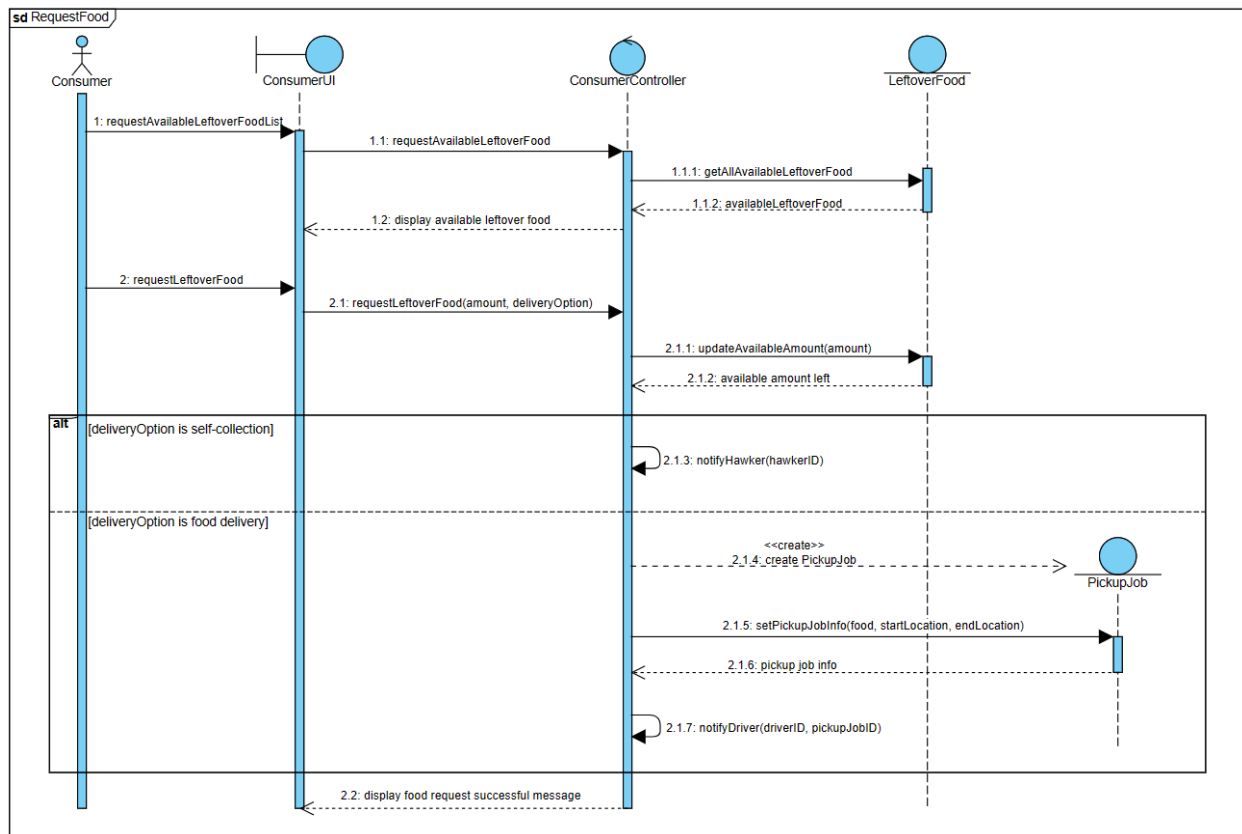 sd RequestFood
Consumer
ConsumerUI
ConsumerController
LeftoverFood
1: requestAvailableLeftoverFoodList
1.1: requestAvailableLeftoverFood
1.1.1: getAllAvailableLeftoverFood
1.1.2: availableLeftoverFood
1.2: display available leftover food
2: requestLeftoverFood
2.1: requestLeftoverFood(amount, deliveryOption)
2.1.1: updateAvailableAmount(amount)
2.1.2: available amount left
alt
[deliveryOption is self-collection]
2.1.3: notifyHawker(hawkerID)
[deliveryOption is food delivery]
<<create>>
2.1.4: create PickupJob
PickupJob
2.1.5: setPickupJobInfo(food, startLocation, endLocation)
2.1.6: pickup job info
2.1.7: notifyDriver(driverID, pickupJobID)
2.2: display food request successful message